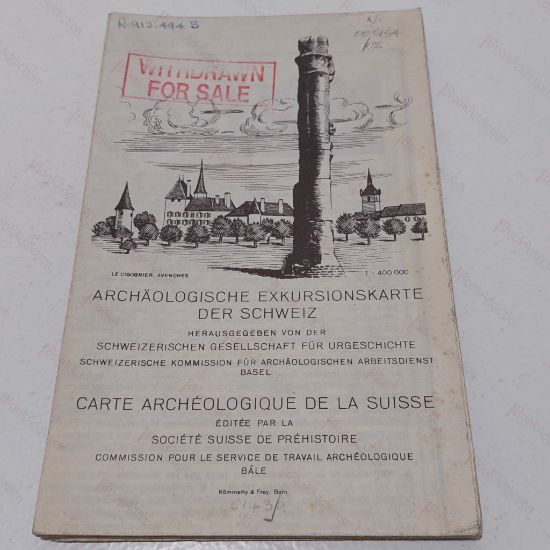 R 912.494 S
WITHDRAWN
FOR SALE
LE CIGOGNIER, AVENCHES
1 : 400 000
ARCHÄOLOGISCHE EXKURSIONSKARTE
DER SCHWEIZ
HERAUSGEGEBEN VON DER
SCHWEIZERISCHEN GESELLSCHAFT FÜR URGESCHICHTE
SCHWEIZERISCHE KOMMISSION FÜR ARCHÄOLOGISCHEN ARBEITSDIENST
BASEL
CARTE ARCHÉOLOGIQUE DE LA SUISSE
ÉDITÉE PAR LA
SOCIÉTÉ SUISSE DE PRÉHISTOIRE
COMMISSION POUR LE SERVICE DE TRAVAIL ARCHÉOLOGIQUE
BÂLE
Kümmerly & Frey, Bern